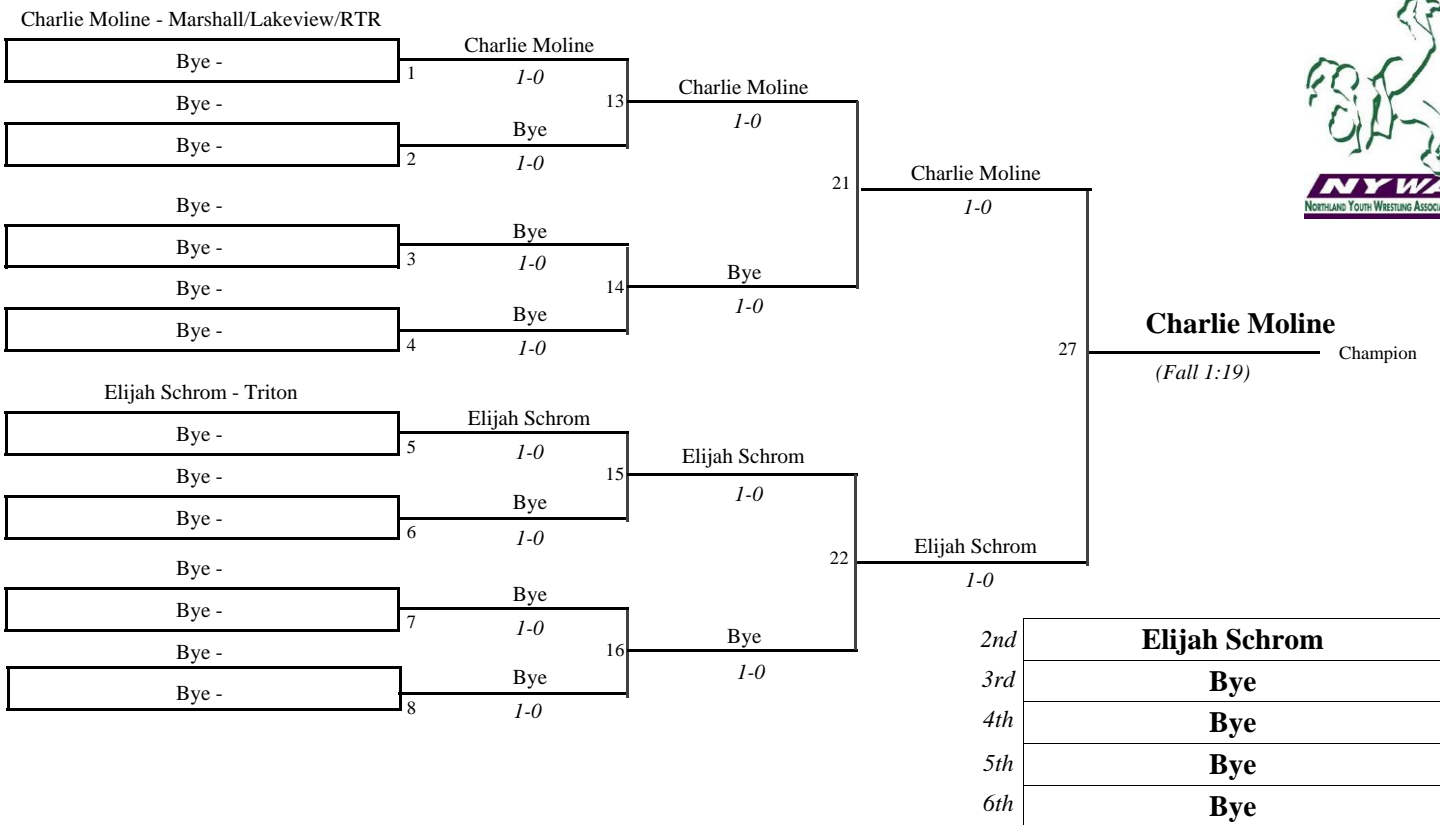 Charlie Moline - Marshall/Lakeview/RTR
Bye -
1
Charlie Moline
1-0
Bye -
Bye -
2
Bye
1-0
13
Charlie Moline
1-0
Bye -
Bye -
3
Bye
1-0
Bye -
Bye -
4
Bye
1-0
14
Bye
1-0
21
Charlie Moline
1-0
Elijah Schrom - Triton
Bye -
5
Elijah Schrom
1-0
Bye -
Bye -
6
Bye
1-0
15
Elijah Schrom
1-0
Bye -
Bye -
7
Bye
1-0
Bye -
Bye -
8
Bye
1-0
16
Bye
1-0
22
Elijah Schrom
1-0
27
Charlie Moline
Champion
(Fall 1:19)
NYWA
NORTHLAND YOUTH WRESTLING
2nd Elijah Schrom
3rd Bye
4th Bye
5th Bye
6th Bye